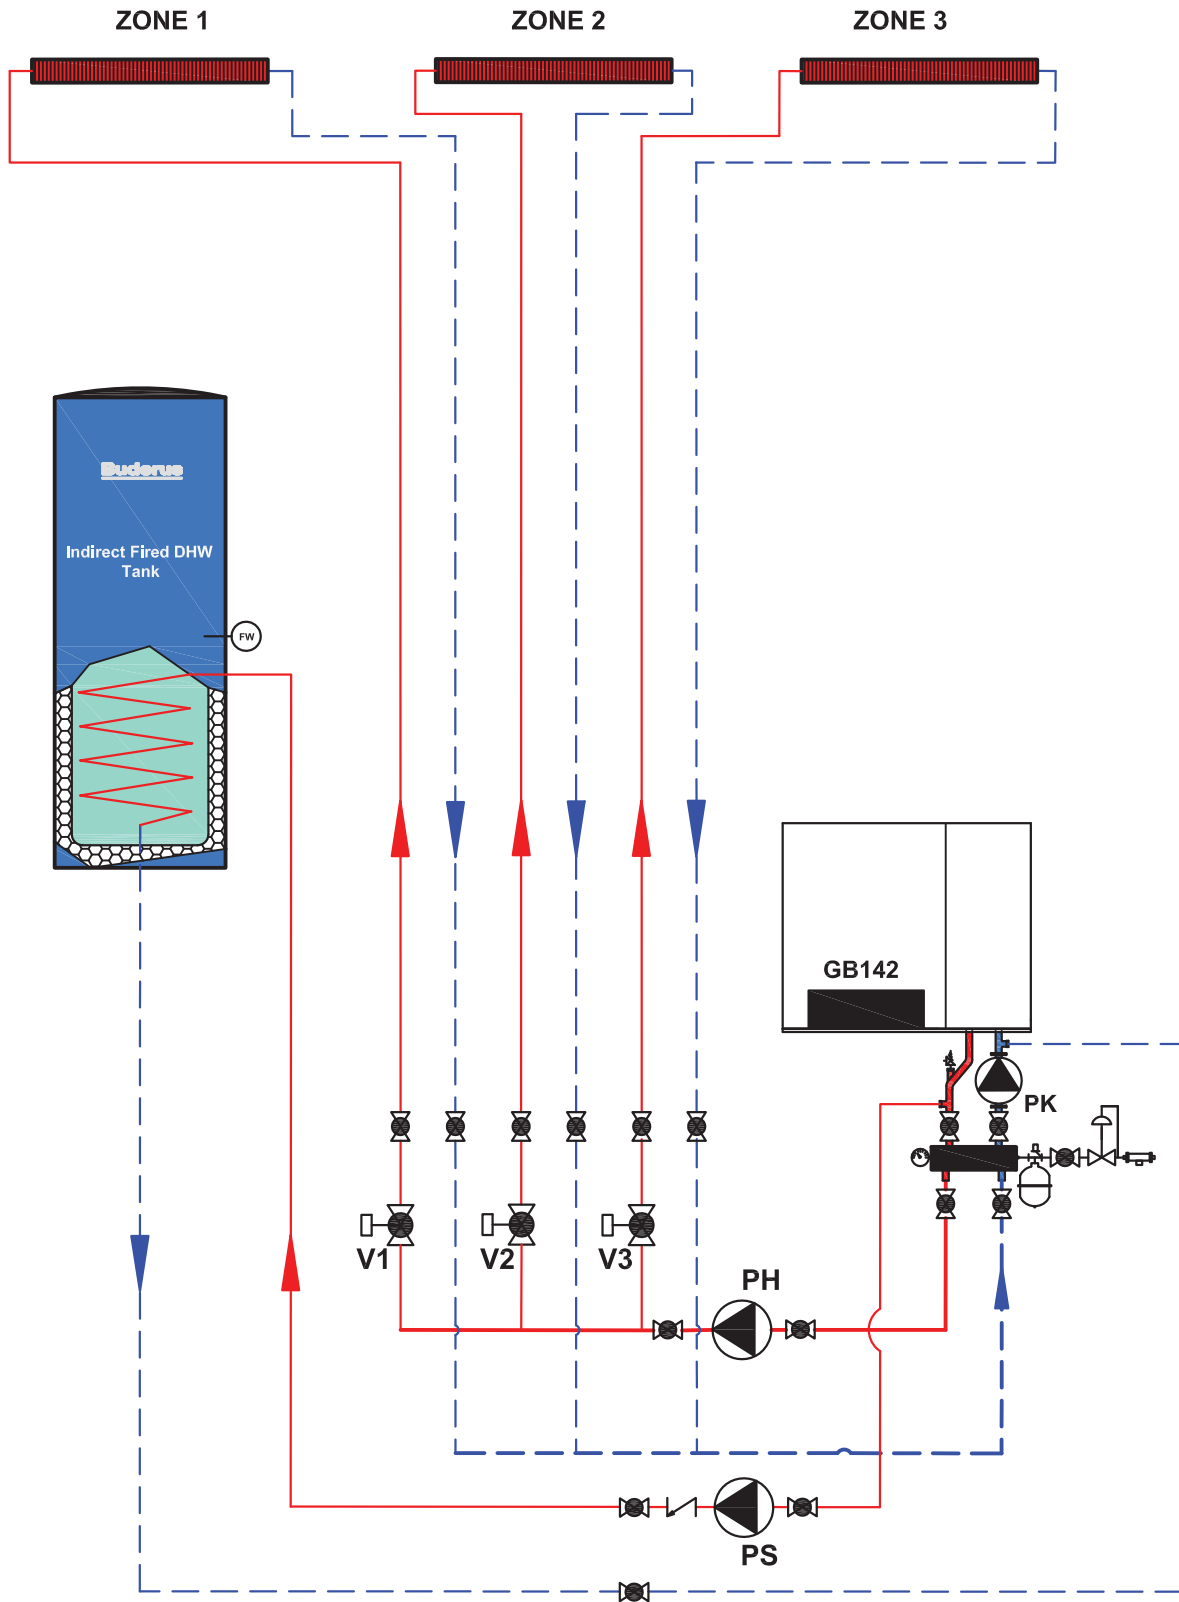 ZONE 1
ZONE 2
ZONE 3
Buderus
Indirect Fired DHW
Tank
FW
GB142
PK
V1
V2
V3
PH
PS